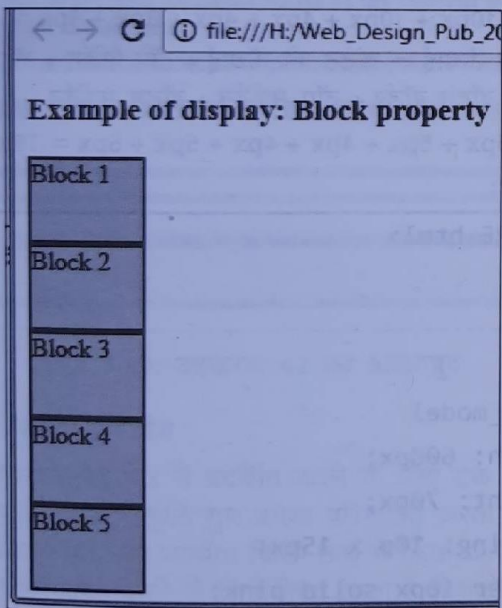 file:///H:/Web_Design_Pub_20
Example of display: Block property
Block 1
Block 2
Block 3
Block 4
Block 5